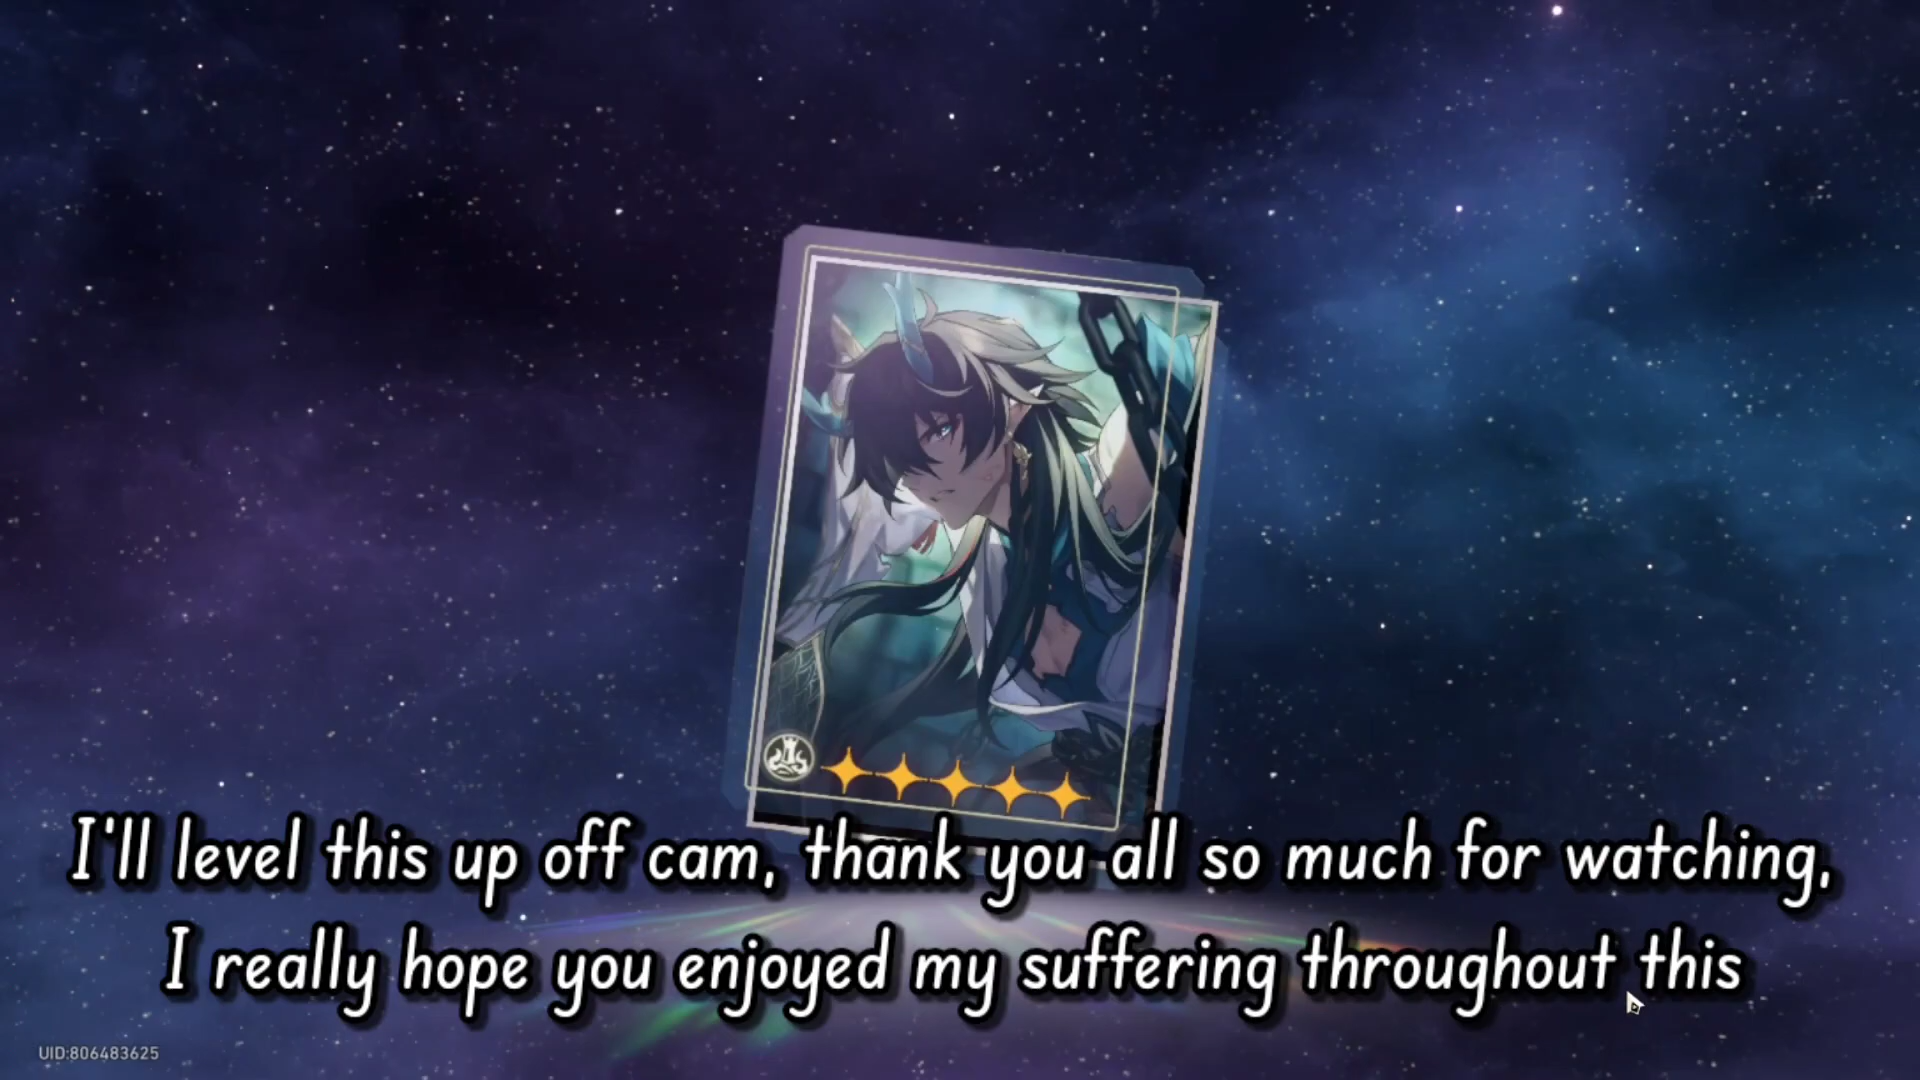 I'll level this up off cam, thank you all so much for watching,
I really hope you enjoyed my suffering throughout this
UID:806483625